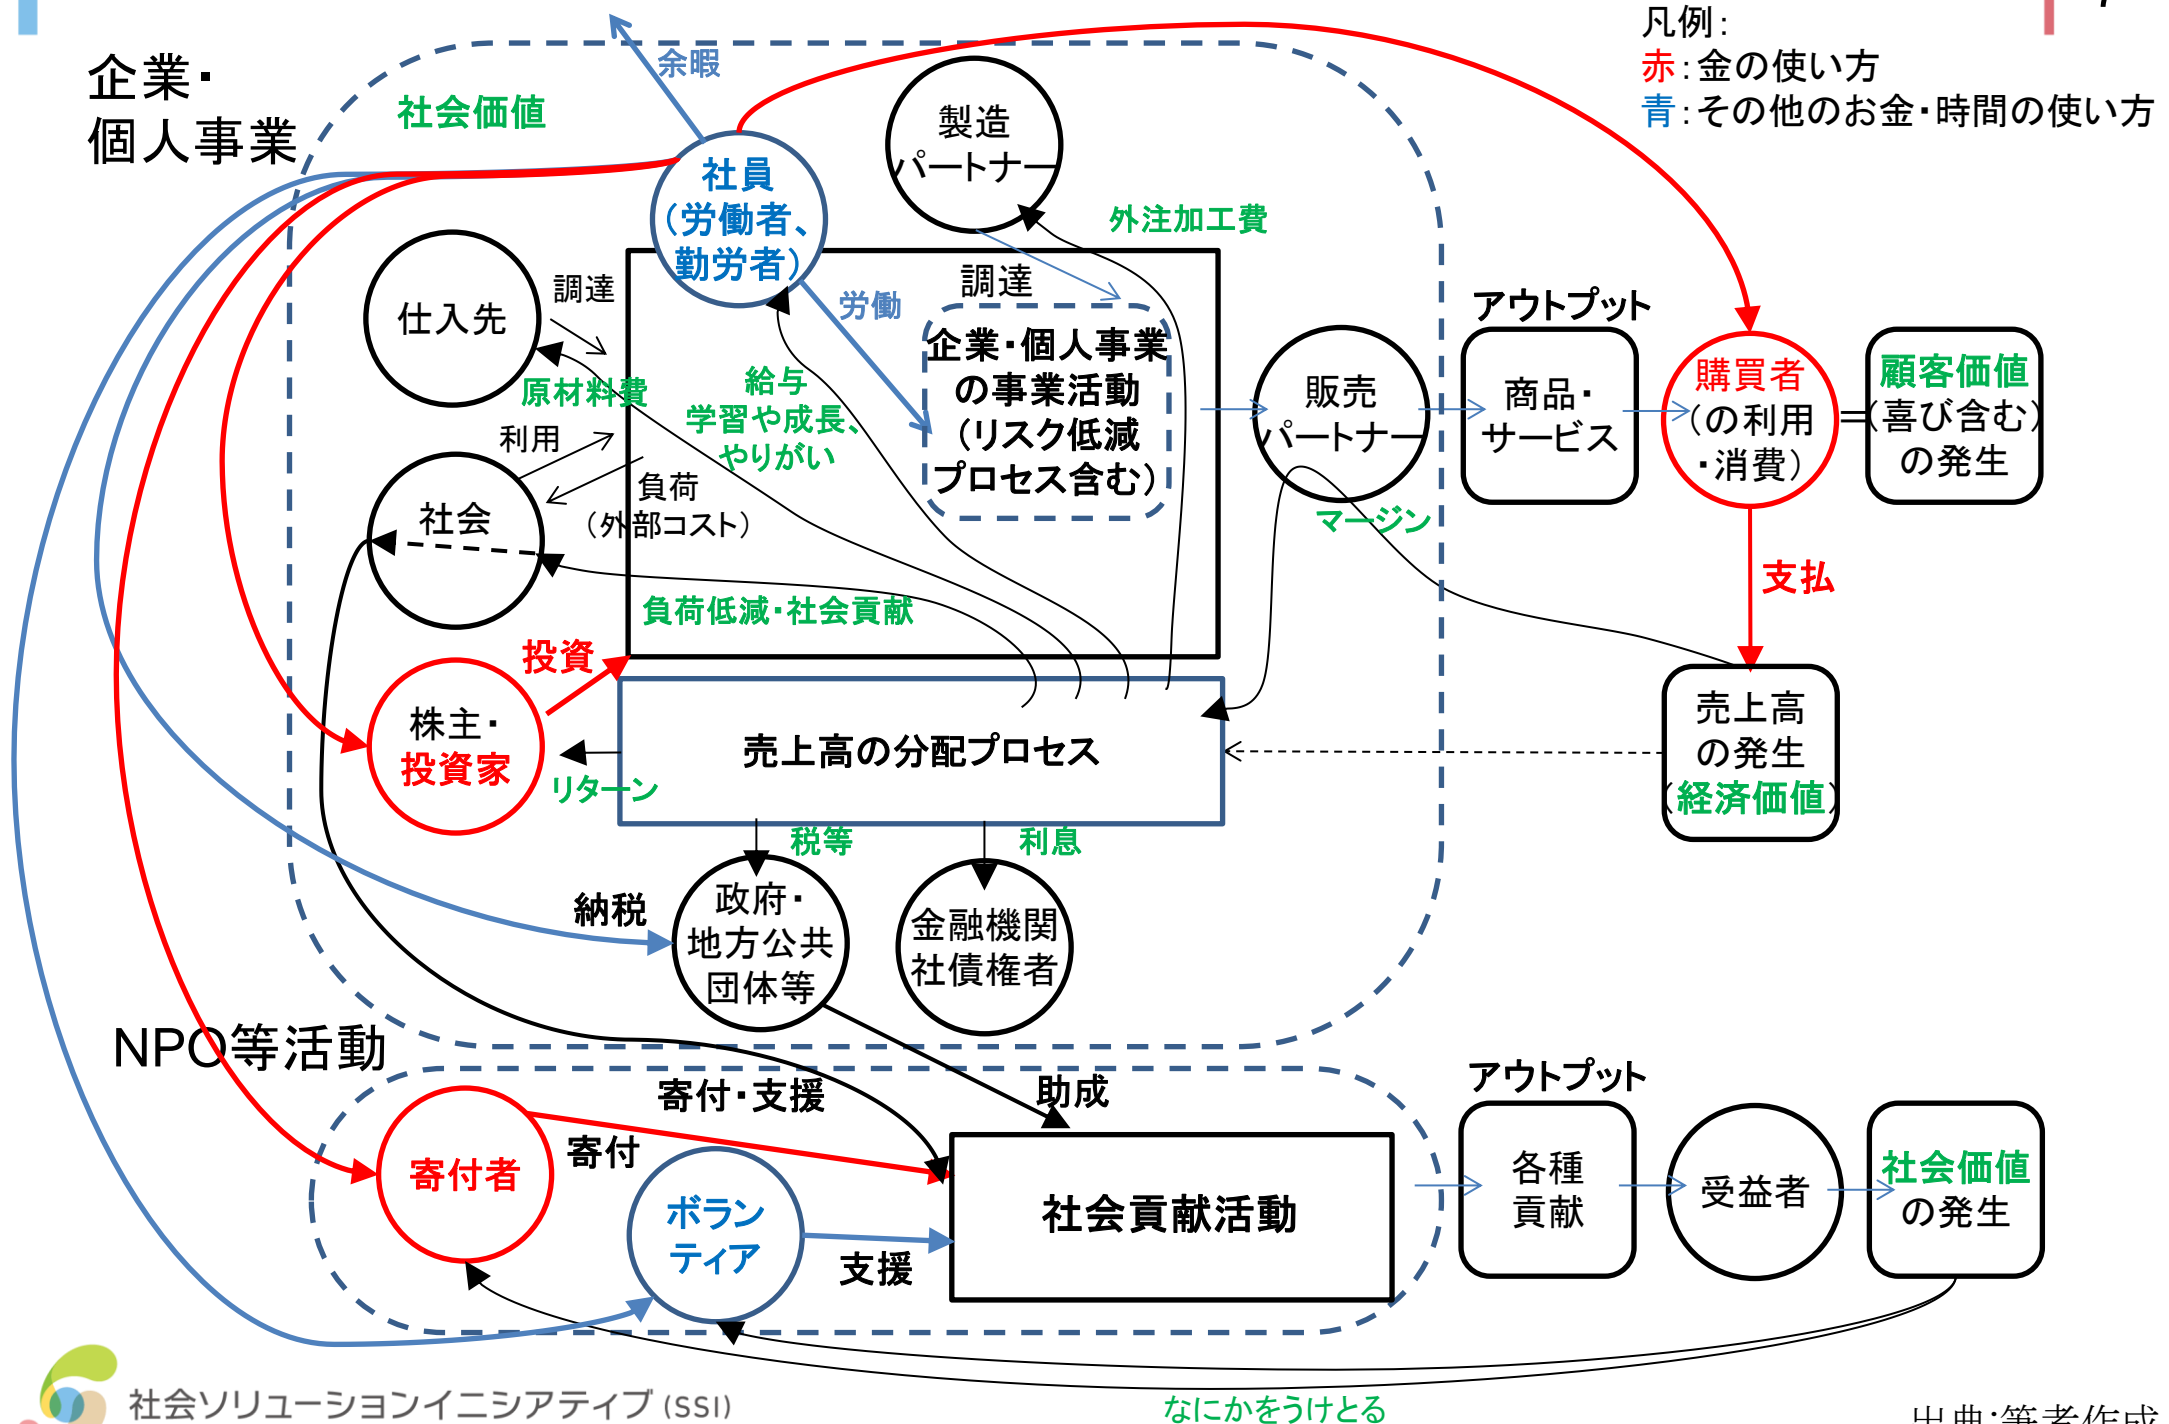 凡例：
赤：金の使い方
青：その他のお金・時間の使い方
企業・
個人事業
余暇
社会価値
社員
（労働者、
勤労者）
製造
パートナー
外注加工費
調達
仕入先
調達
労働
原材料費
給与
学習や成長、
やりがい
企業・個人事業
の事業活動
（リスク低減
プロセス含む）
販売
パートナー
マージン
アウトプット
商品・
サービス
購買者
（の利用
・消費）
＝
顧客価値
（喜び含む）
の発生
利用
社会
負荷
（外部コスト）
負荷低減・社会貢献
支払
投資
株主・
投資家
リターン
売上高の分配プロセス
売上高
の発生
（経済価値）
税等
利息
納税
政府・
地方公共
団体等
金融機関
社債権者
NPO等活動
寄付・支援
助成
寄付者
寄付
ボラン
ティア
支援
社会貢献活動
アウトプット
各種
貢献
受益者
社会価値
の発生
なにかをうけとる
社会ソリューションイニシアティブ (SSI)
出典:筆者作成